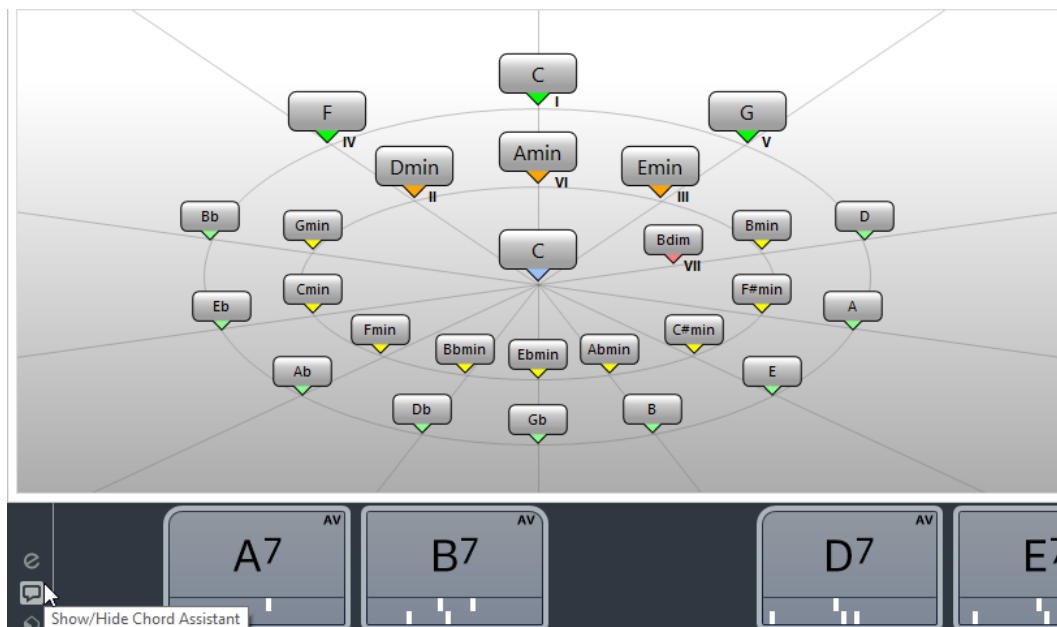 C
I
F
IV
G
V
Dmin
II
Amin
VI
Emin
III
Bb
Gmin
C
Bdim
VII
Bmin
D
Eb
Cmin
F#min
A
Fmin
Bbmin
Ebmin
Abmin
C#min
Ab
E
Db
Gb
B
AV
AV
AV
A7
B7
D7
E7
e
Show/Hide Chord Assistant